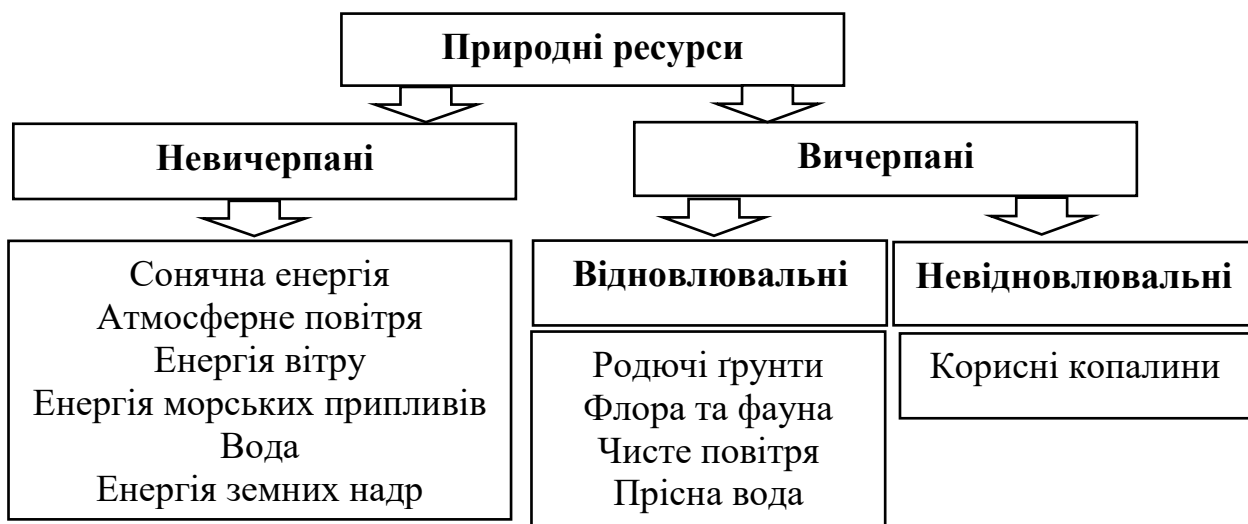 Природні ресурси
Невичерпані
Вичерпані
Сонячна енергія
Атмосферне повітря
Енергія вітру
Енергія морських припливів
Вода
Енергія земних надр
Відновлювальні
Родючі ґрунти
Флора та фауна
Чисте повітря
Прісна вода
Невідновлювальні
Корисні копалини